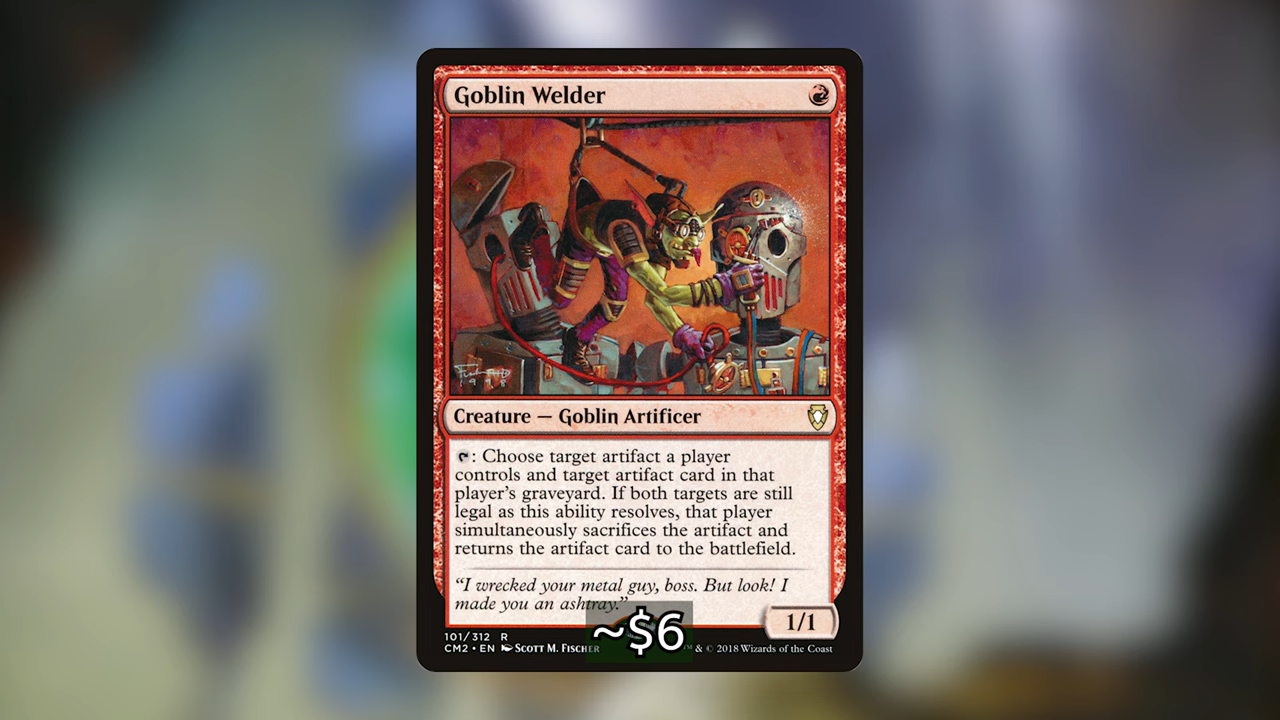 Goblin Welder
Fischer
1998
Creature — Goblin Artificer
: Choose target artifact a player
controls and target artifact card in that
player's graveyard. If both targets are still
legal as this ability resolves, that player
simultaneously sacrifices the artifact and
returns the artifact card to the battlefield.
"I wrecked your metal guy, boss. But look! I
made you an ashtray."
~$6
1/1
101/312 R
CM2 • EN Scott M. Fischer ™ & © 2018 Wizards of the Coast